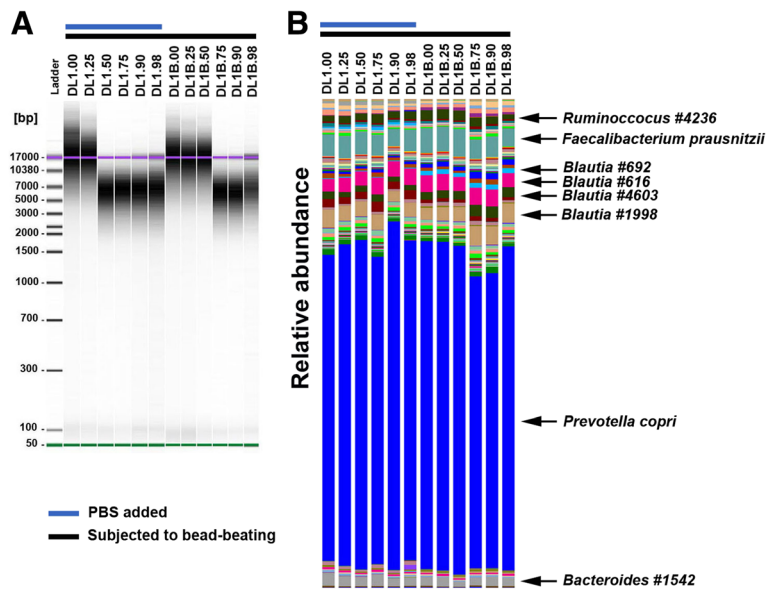 A
B
Ladder
DL1.00
DL1.25
DL1.50
DL1.75
DL1.90
DL1.98
DL1B.00
DL1B.25
DL1B.50
DL1B.75
DL1B.90
DL1B.98
DL1.00
DL1.25
DL1.50
DL1.75
DL1.90
DL1.98
DL1B.00
DL1B.25
DL1B.50
DL1B.75
DL1B.90
DL1B.98
[bp]
17000
10380
7000
5000
3000
2000
1500
1000
700
300
100
50
Relative abundance
Ruminoccocus #4236
Faecalibacterium prausnitzii
Blautia #692
Blautia #616
Blautia #4603
Blautia #1998
Prevotella copri
Bacteroides #1542
PBS added
Subjected to bead-beating